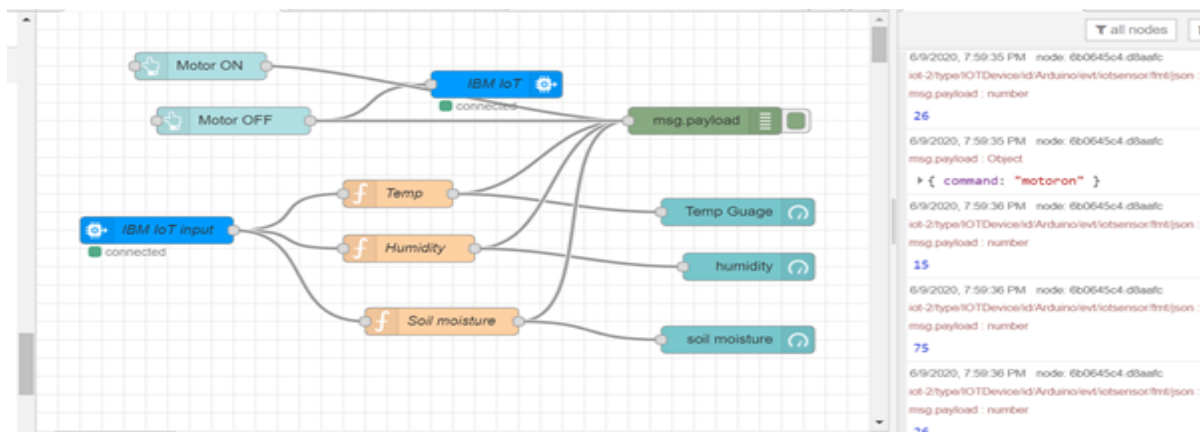 Motor ON
IBM IoT
connected
Motor OFF
msg.payload
Temp
Temp Guage
IBM IoT input
connected
Humidity
humidity
Soil moisture
soil moisture
all nodes
6/9/2020, 7:59:35 PM node: 6b0645c4.d8aafc
iot-2/type/IOTDevice/id/Arduino/evt/iotsensor/fmt/json :
msg.payload : number
26
6/9/2020, 7:59:35 PM node: 6b0645c4.d8aafc
msg.payload : Object
{ command: "motoron" }
6/9/2020, 7:59:36 PM node: 6b0645c4.d8aafc
iot-2/type/IOTDevice/id/Arduino/evt/iotsensor/fmt/json :
msg.payload : number
15
6/9/2020, 7:59:36 PM node: 6b0645c4.d8aafc
iot-2/type/IOTDevice/id/Arduino/evt/iotsensor/fmt/json :
msg.payload : number
75
6/9/2020, 7:59:36 PM node: 6b0645c4.d8aafc
iot-2/type/IOTDevice/id/Arduino/evt/iotsensor/fmt/json :
msg.payload : number
26